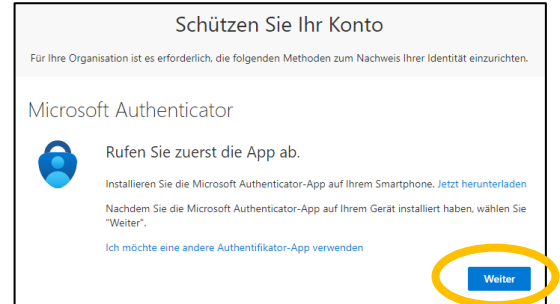 Schützen Sie Ihr Konto
Für Ihre Organisation ist es erforderlich, die folgenden Methoden zum Nachweis Ihrer Identität einzurichten.
Microsoft Authenticator
Rufen Sie zuerst die App ab.
Installieren Sie die Microsoft Authenticator-App auf Ihrem Smartphone. Jetzt herunterladen
Nachdem Sie die Microsoft Authenticator-App auf Ihrem Gerät installiert haben, wählen Sie
"Weiter".
Ich möchte eine andere Authentifikator-App verwenden
Weiter